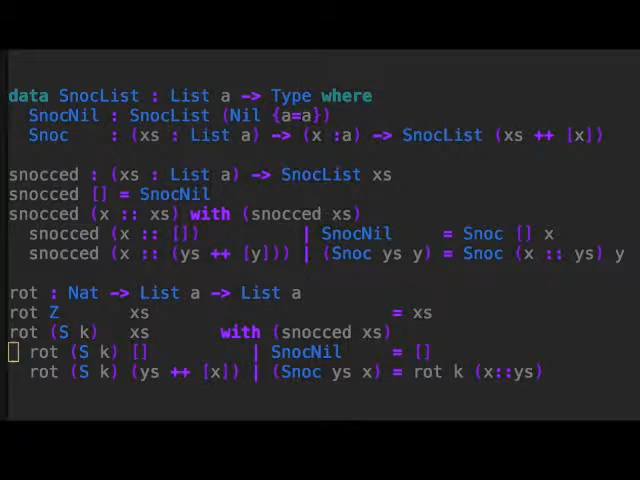 data SnocList : List a -> Type where
  SnocNil : SnocList (Nil {a=a})
  Snoc    : (xs : List a) -> (x :a) -> SnocList (xs ++ [x])
snocced : (xs : List a) -> SnocList xs
snocced [] = SnocNil
snocced (x :: xs) with (snocced xs)
  snocced (x :: [])          | SnocNil     = Snoc [] x
  snocced (x :: (ys ++ [y])) | (Snoc ys y) = Snoc (x :: ys) y
rot : Nat -> List a -> List a
rot Z       xs                         = xs
rot (S k)   xs       with (snocced xs)
  rot (S k) []          | SnocNil     = []
  rot (S k) (ys ++ [x]) | (Snoc ys x) = rot k (x::ys)